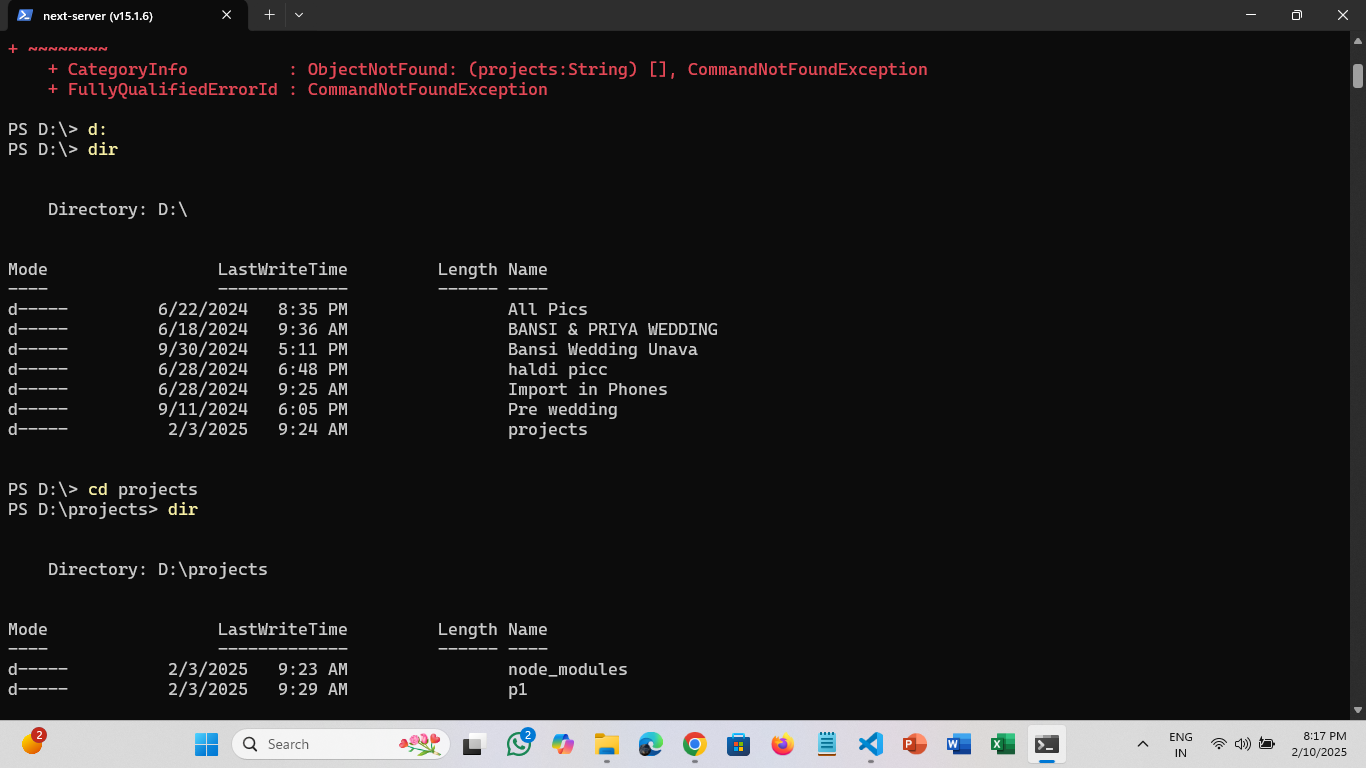 next-server (v15.1.6)
+ ~~~~~~~~
    + CategoryInfo          : ObjectNotFound: (projects:String) [], CommandNotFoundException
    + FullyQualifiedErrorId : CommandNotFoundException
PS D:\> d:
PS D:\> dir
    Directory: D:\
Mode                 LastWriteTime         Length Name
----                 -------------         ------ ----
d-----         6/22/2024   8:35 PM                All Pics
d-----         6/18/2024   9:36 AM                BANSI & PRIYA WEDDING
d-----         9/30/2024   5:11 PM                Bansi Wedding Unava
d-----         6/28/2024   6:48 PM                haldi picc
d-----         6/28/2024   9:25 AM                Import in Phones
d-----         9/11/2024   6:05 PM                Pre wedding
d-----          2/3/2025   9:24 AM                projects
PS D:\> cd projects
PS D:\projects> dir
    Directory: D:\projects
Mode                 LastWriteTime         Length Name
----                 -------------         ------ ----
d-----          2/3/2025   9:23 AM                node_modules
d-----          2/3/2025   9:29 AM                p1
2
Search
2
P
W
X
ENG
IN
8:17 PM
2/10/2025